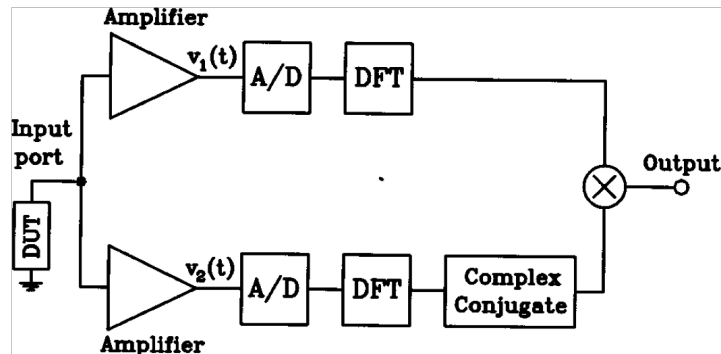 Amplifier
v₁(t)
A/D
DFT
Input
port
Output
DUT
v₂(t)
A/D
DFT
Complex
Conjugate
Amplifier